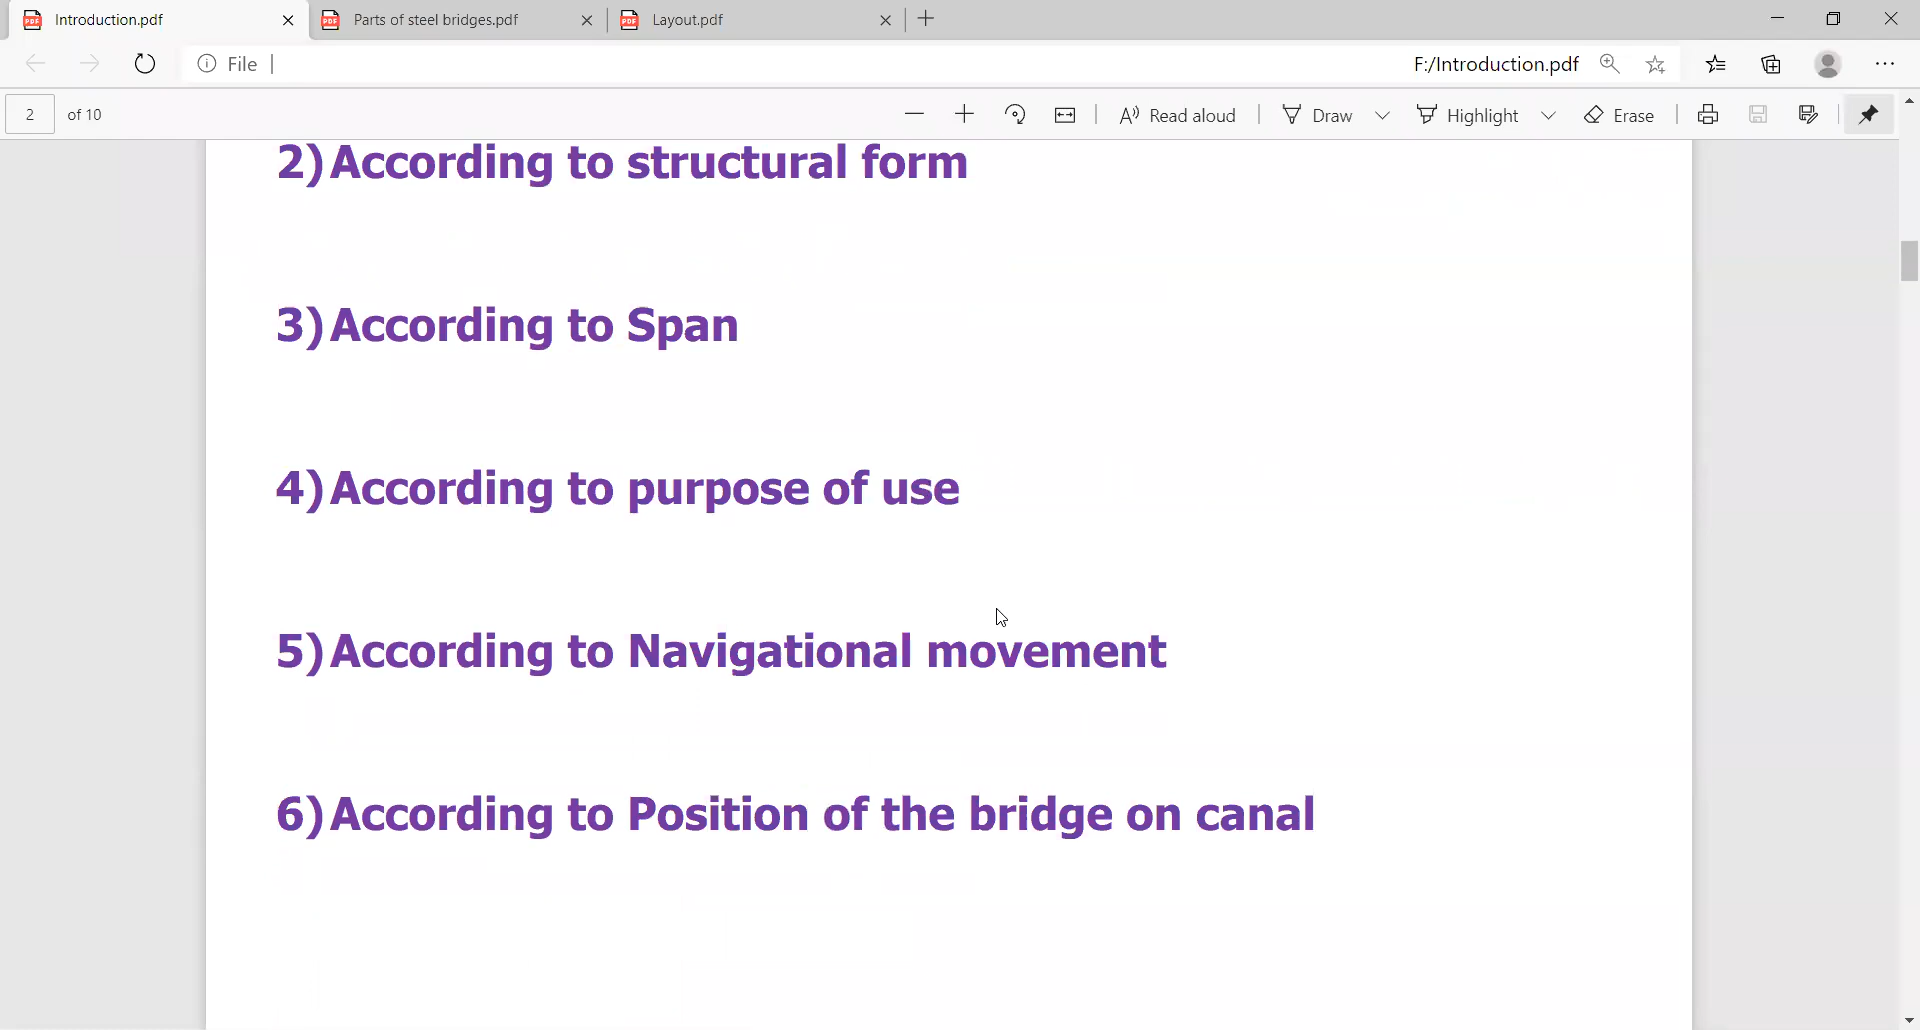 Introduction.pdf
Parts of steel bridges.pdf
Layout.pdf
File
F:/Introduction.pdf
2 of 10
Read aloud
Draw
Highlight
Erase
2) According to structural form
3) According to Span
4) According to purpose of use
5) According to Navigational movement
6) According to Position of the bridge on canal